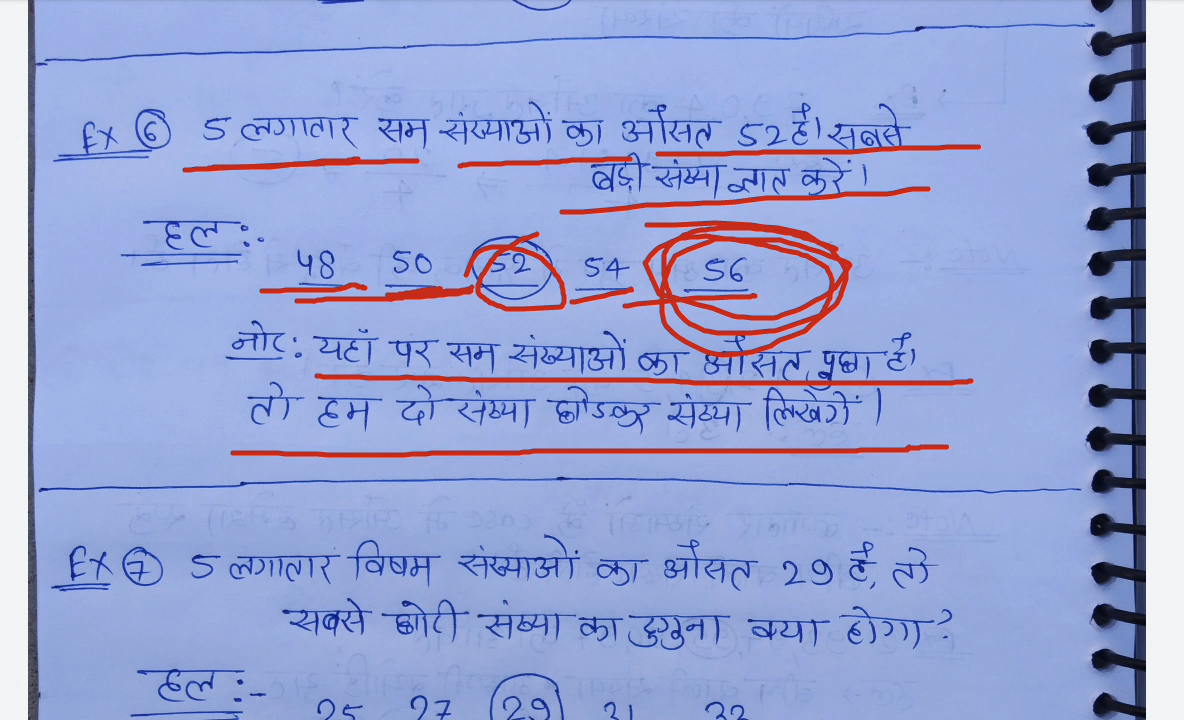 Ex ⑥ 5 लगातार सम संख्याओं का औसत 52 है। सबसे
बड़ी संख्या ज्ञात करें।
हल :-
48 50 52 54 56
नोट : यहाँ पर सम संख्याओं का औसत पुछा है।
तो हम दो संख्या छोडकर संख्या लिखेगें।
Ex ⑦ 5 लगातार विषम संख्याओं का औसत 29 है, तो
सबसे छोटी संख्या का दुगुना क्या होगा?
हल :-
25 27 29 31 33